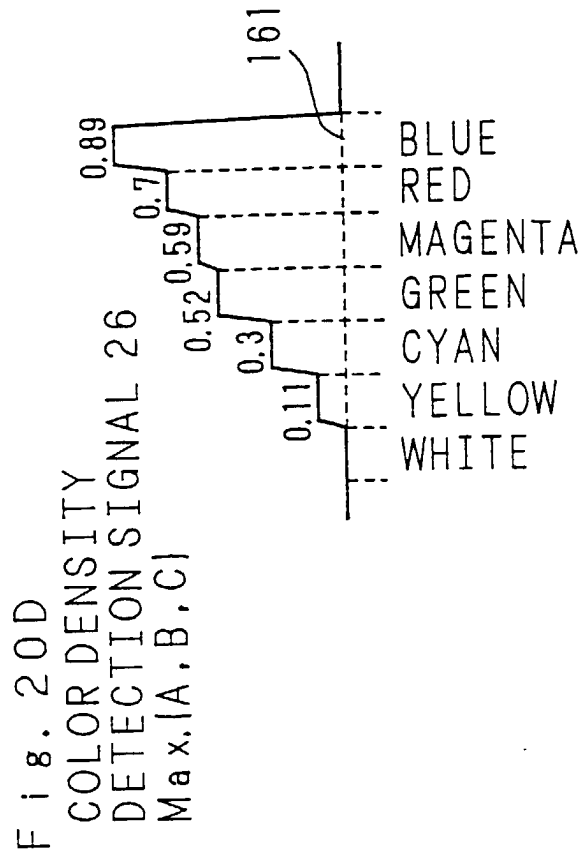 Fig. 20D
COLOR DENSITY
DETECTION SIGNAL 26
Max.{A, B, C}
0.11
0.3
0.52
0.59
0.7
0.89
161
WHITE
YELLOW
CYAN
GREEN
MAGENTA
RED
BLUE